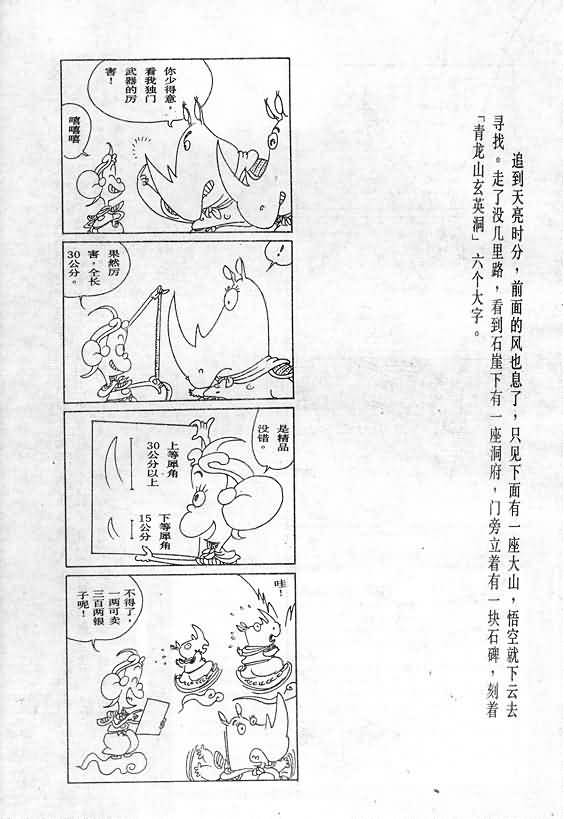 追到天亮时分，前面的风也息了，只见下面有一座大山，悟空就下云去
寻找。走了没几里路，看到石崖下有一座洞府，门旁立着有一块石碑，刻着
「青龙山玄英洞」六个大字。
你少得意，
看我独门
武器的厉
害！
嘻嘻嘻
！
果然厉
害，全长
30公分。
是精品
没错。
上等犀角
30公分以上
下等犀角
15公分
哇！
不得了，
一两可卖
三百两银
子呢！